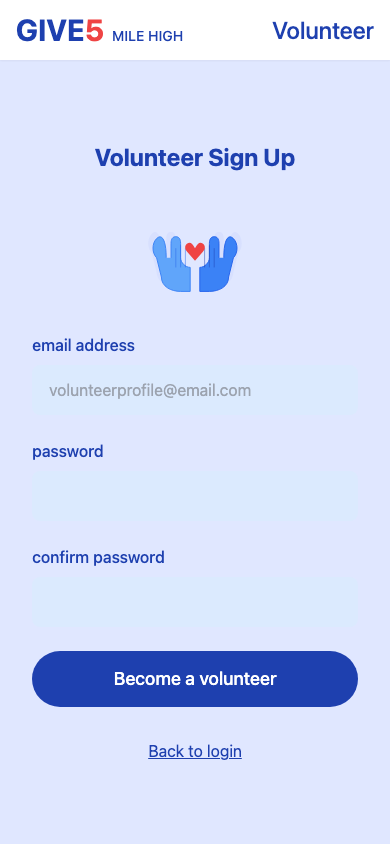 GIVE5 MILE HIGH Volunteer
Volunteer Sign Up
email address
volunteerprofile@email.com
password
confirm password
Become a volunteer
Back to login